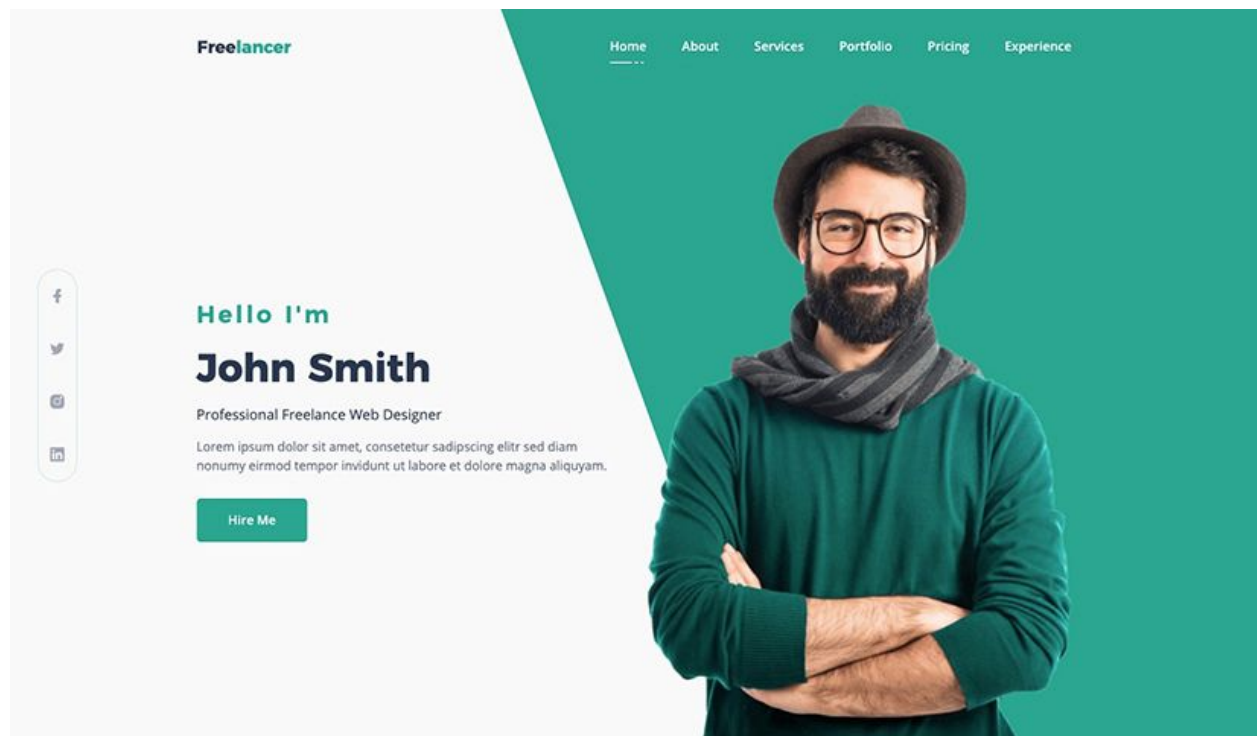 Freelancer
Home About Services Portfolio Pricing Experience
Hello I'm
John Smith
Professional Freelance Web Designer
Lorem ipsum dolor sit amet, consetetur sadipscing elitr sed diam
nonumy eirmod tempor invidunt ut labore et dolore magna aliquyam.
Hire Me